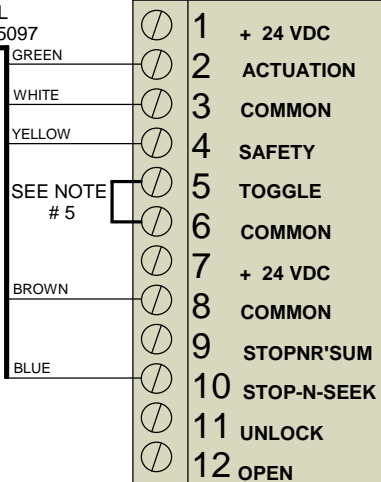 L
5097
GREEN
WHITE
YELLOW
SEE NOTE
# 5
BROWN
BLUE
1 + 24 VDC
2 ACTUATION
3 COMMON
4 SAFETY
5 TOGGLE
6 COMMON
7 + 24 VDC
8 COMMON
9 STOPNR'SUM
10 STOP-N-SEEK
11 UNLOCK
12 OPEN